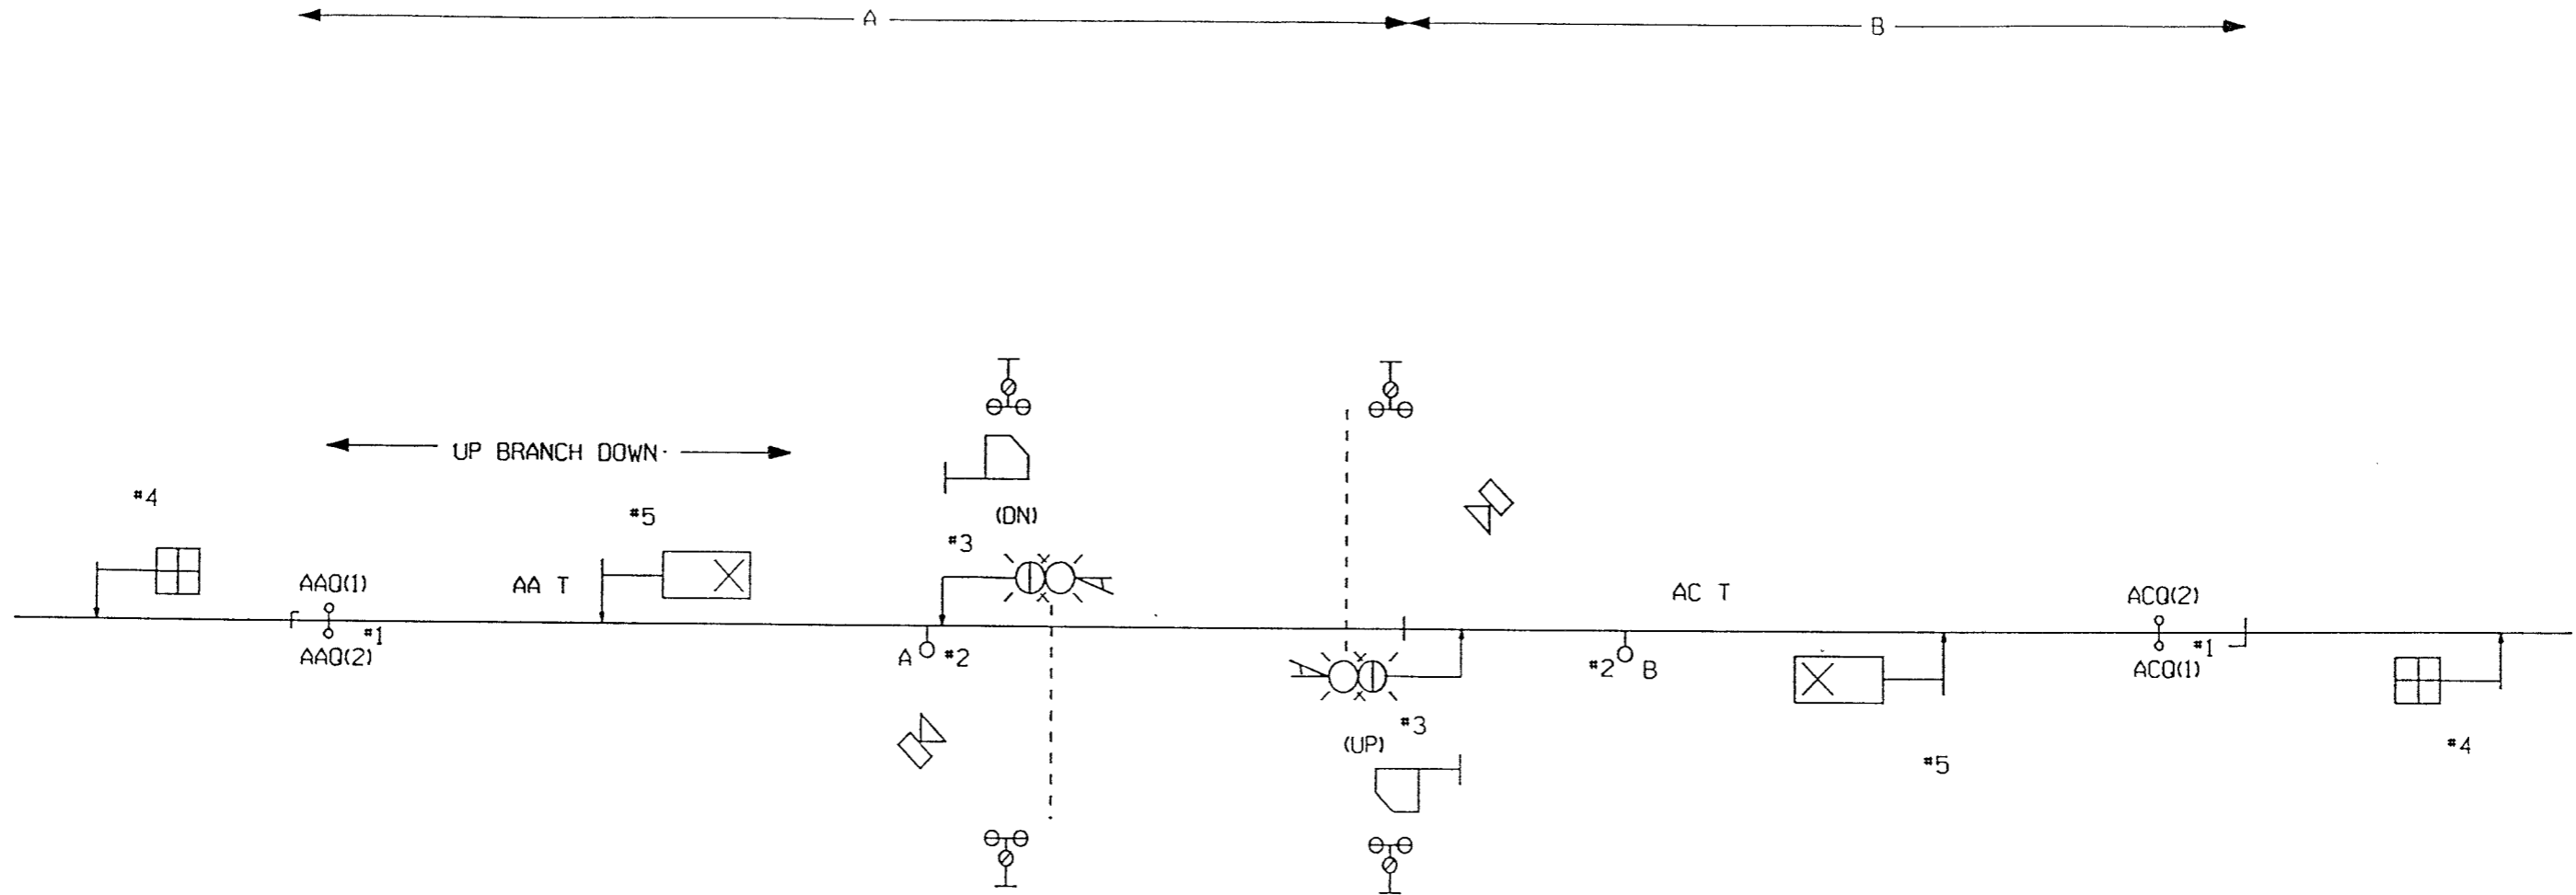 A
B
UP BRANCH DOWN
#4
#5
(DN)
#3
AAQ(1)
AA T
AC T
ACQ(2)
#1
AAQ(2)
A
#2
#2
B
#1
ACQ(1)
#3
(UP)
#5
#4